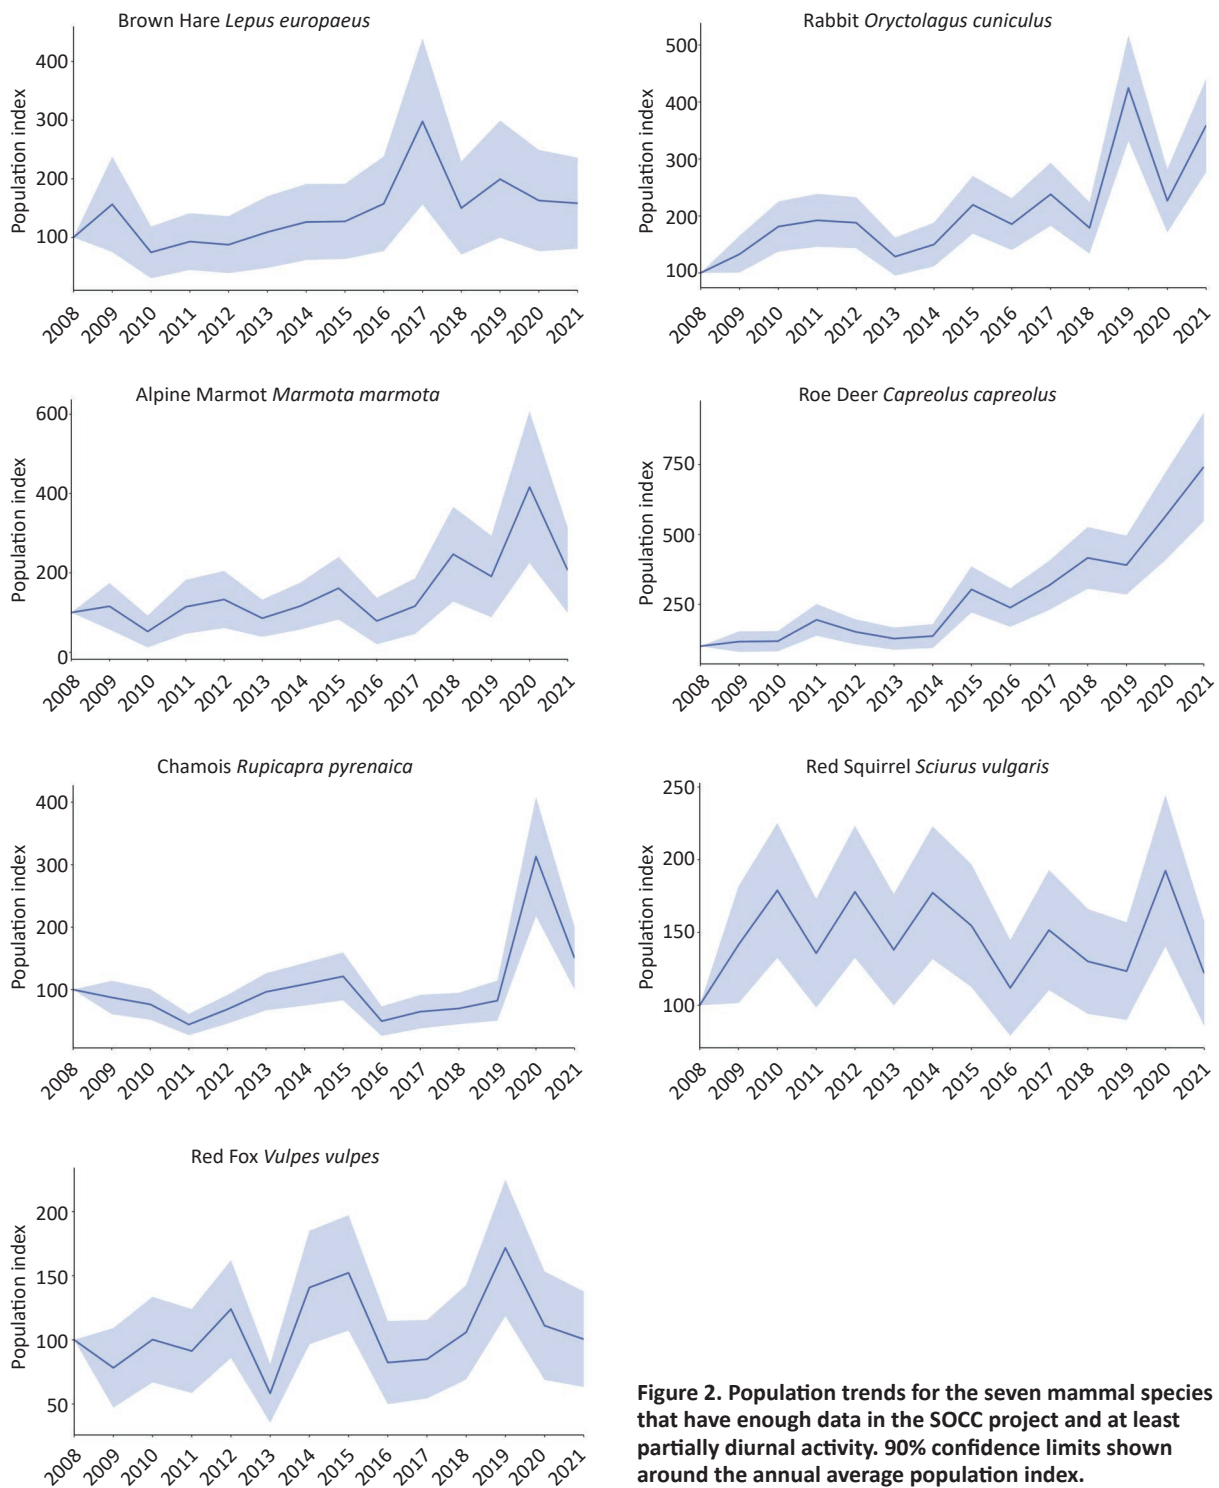 Brown Hare Lepus europaeus
Population index
400
300
200
100
2008 2009 2010 2011 2012 2013 2014 2015 2016 2017 2018 2019 2020 2021
Rabbit Oryctolagus cuniculus
Population index
500
400
300
200
100
2008 2009 2010 2011 2012 2013 2014 2015 2016 2017 2018 2019 2020 2021
Alpine Marmot Marmota marmota
Population index
600
400
200
0
2008 2009 2010 2011 2012 2013 2014 2015 2016 2017 2018 2019 2020 2021
Roe Deer Capreolus capreolus
Population index
750
500
250
2008 2009 2010 2011 2012 2013 2014 2015 2016 2017 2018 2019 2020 2021
Chamois Rupicapra pyrenaica
Population index
400
300
200
100
2008 2009 2010 2011 2012 2013 2014 2015 2016 2017 2018 2019 2020 2021
Red Squirrel Sciurus vulgaris
Population index
250
200
150
100
2008 2009 2010 2011 2012 2013 2014 2015 2016 2017 2018 2019 2020 2021
Red Fox Vulpes vulpes
Population index
200
150
100
50
2008 2009 2010 2011 2012 2013 2014 2015 2016 2017 2018 2019 2020 2021
Figure 2. Population trends for the seven mammal species
that have enough data in the SOCC project and at least
partially diurnal activity. 90% confidence limits shown
around the annual average population index.